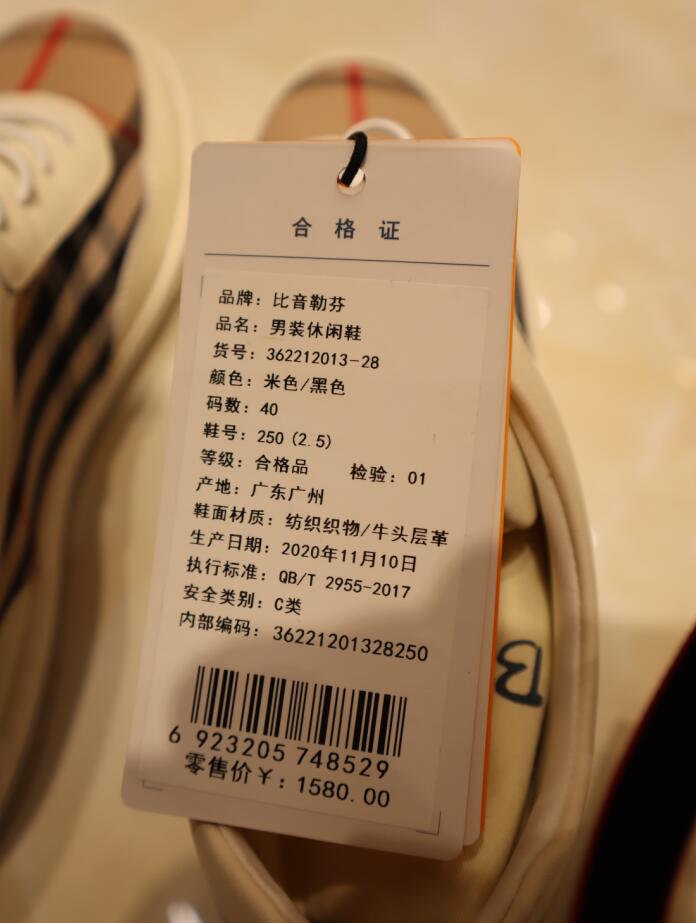 合格证
品牌：比音勒芬
品名：男装休闲鞋
货号：362212013-28
颜色：米色/黑色
码数：40
鞋号：250(2.5)
等级：合格品 检验：01
产地：广东广州
鞋面材质：纺织织物/牛头层革
生产日期：2020年11月10日
执行标准：QB/T 2955-2017
安全类别：C类
内部编码：36221201328250
6 923205 748529
零售价￥：1580.00
B